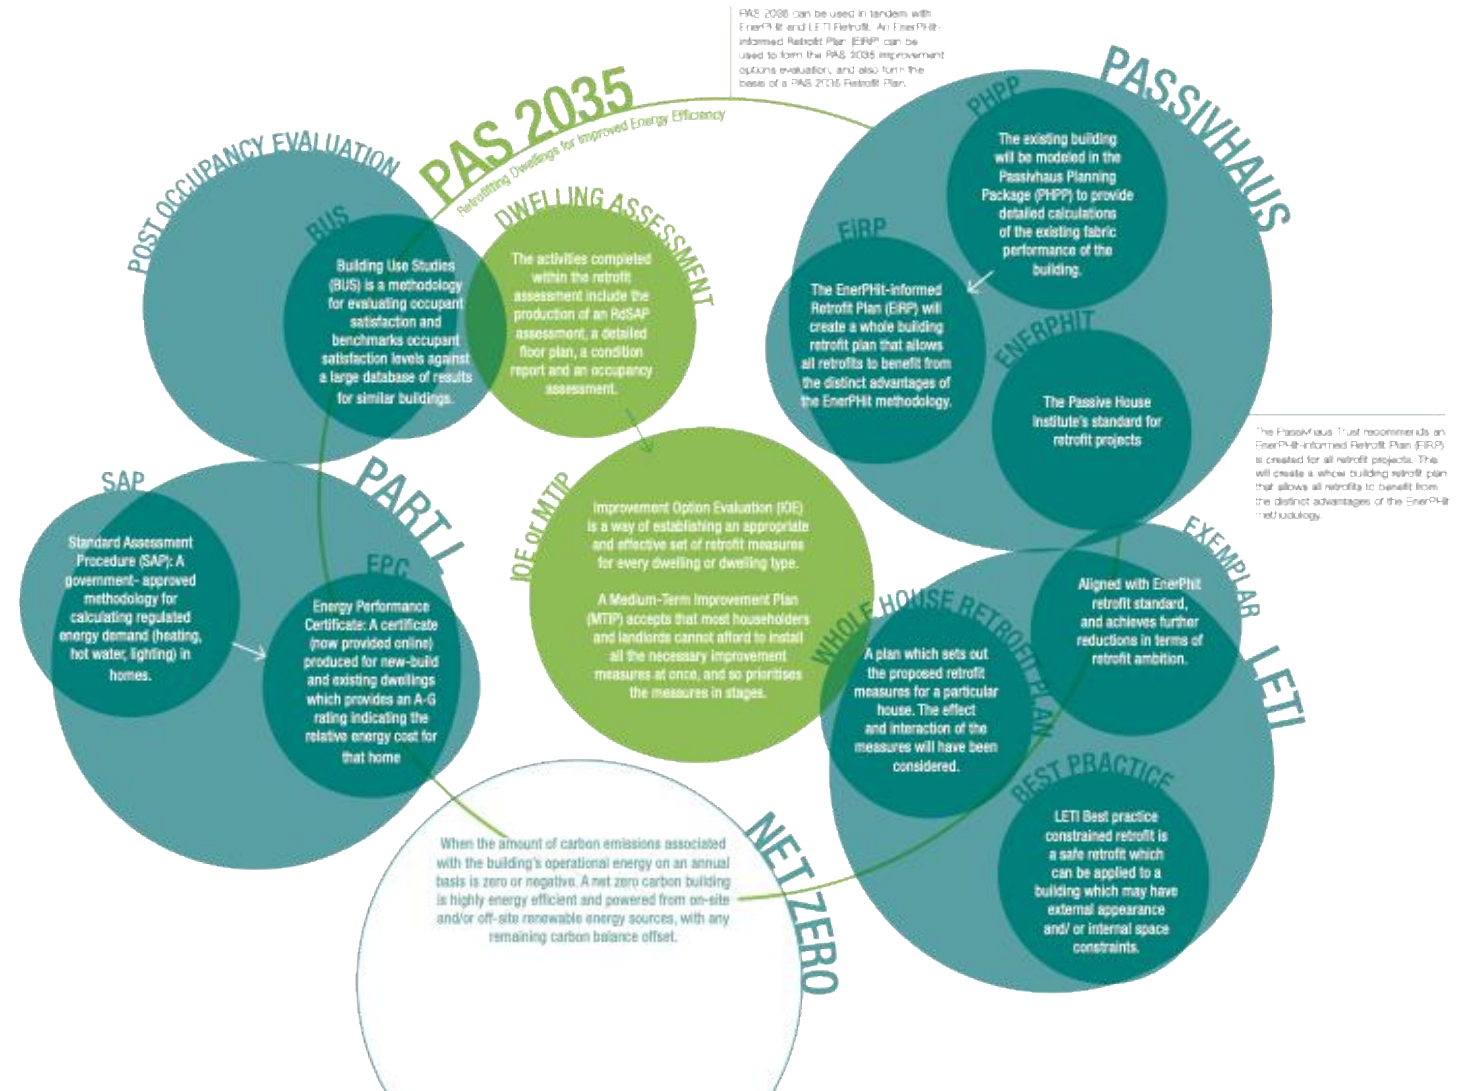 PAS 2035 can be used in tandem with
EnerPHit and LETI Retrofit. An EnerPHit-
informed Retrofit Plan (EiRP) can be
used to form the PAS 2035 improvement
options evaluation, and also form the
basis of a PAS 2035 Retrofit Plan.
PAS 2035
Retrofitting Dwellings for Improved Energy Efficiency
POST OCCUPANCY EVALUATION
BUS
Building Use Studies
(BUS) is a methodology
for evaluating occupant
satisfaction and
benchmarks occupant
satisfaction levels against
a large database of results
for similar buildings.
DWELLING ASSESSMENT
The activities completed
within the retrofit
assessment include the
production of an RdSAP
assessment, a detailed
floor plan, a condition
report and an occupancy
assessment.
PASSIVHAUS
PHPP
The existing building
will be modeled in the
Passivhaus Planning
Package (PHPP) to provide
detailed calculations
of the existing fabric
performance of the
building.
EiRP
The EnerPHit-informed
Retrofit Plan (EiRP) will
create a whole building
retrofit plan that allows
all retrofits to benefit from
the distinct advantages of
the EnerPHit methodology.
ENERPHIT
The Passive House
Institute's standard for
retrofit projects
The Passivhaus Trust recommends an
EnerPHit-informed Retrofit Plan (EiRP)
is created for all retrofit projects. This
will create a whole building retrofit plan
that allows all retrofits to benefit from
the distinct advantages of the EnerPHit
methodology.
PART L
SAP
Standard Assessment
Procedure (SAP): A
government- approved
methodology for
calculating regulated
energy demand (heating,
hot water, lighting) in
homes.
EPC
Energy Performance
Certificate: A certificate
(now provided online)
produced for new-build
and existing dwellings
which provides an A-G
rating indicating the
relative energy cost for
that home
IOE or MTIP
Improvement Option Evaluation (IOE)
is a way of establishing an appropriate
and effective set of retrofit measures
for every dwelling or dwelling type.
A Medium-Term Improvement Plan
(MTIP) accepts that most householders
and landlords cannot afford to install
all the necessary improvement
measures at once, and so prioritises
the measures in stages.
LETI
EXEMPLAR
Aligned with EnerPhit
retrofit standard,
and achieves further
reductions in terms of
retrofit ambition.
WHOLE HOUSE RETROFIT PLAN
A plan which sets out
the proposed retrofit
measures for a particular
house. The effect
and interaction of the
measures will have been
considered.
BEST PRACTICE
LETI Best practice
constrained retrofit is
a safe retrofit which
can be applied to a
building which may have
external appearance
and/ or internal space
constraints.
NET ZERO
When the amount of carbon emissions associated
with the building's operational energy on an annual
basis is zero or negative. A net zero carbon building
is highly energy efficient and powered from on-site
and/or off-site renewable energy sources, with any
remaining carbon balance offset.